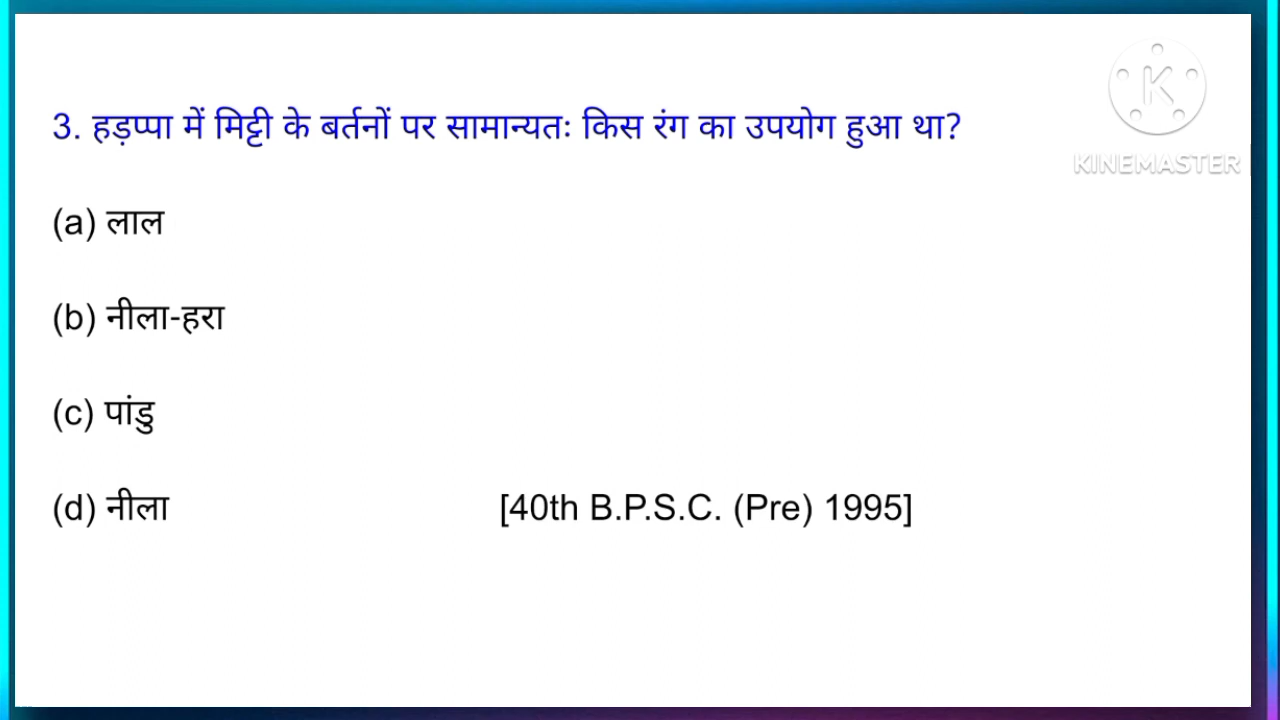 3. हड़प्पा में मिट्टी के बर्तनों पर सामान्यतः किस रंग का उपयोग हुआ था?
K
KINEMASTER
(a) लाल
(b) नीला-हरा
(c) पांडु
(d) नीला [40th B.P.S.C. (Pre) 1995]